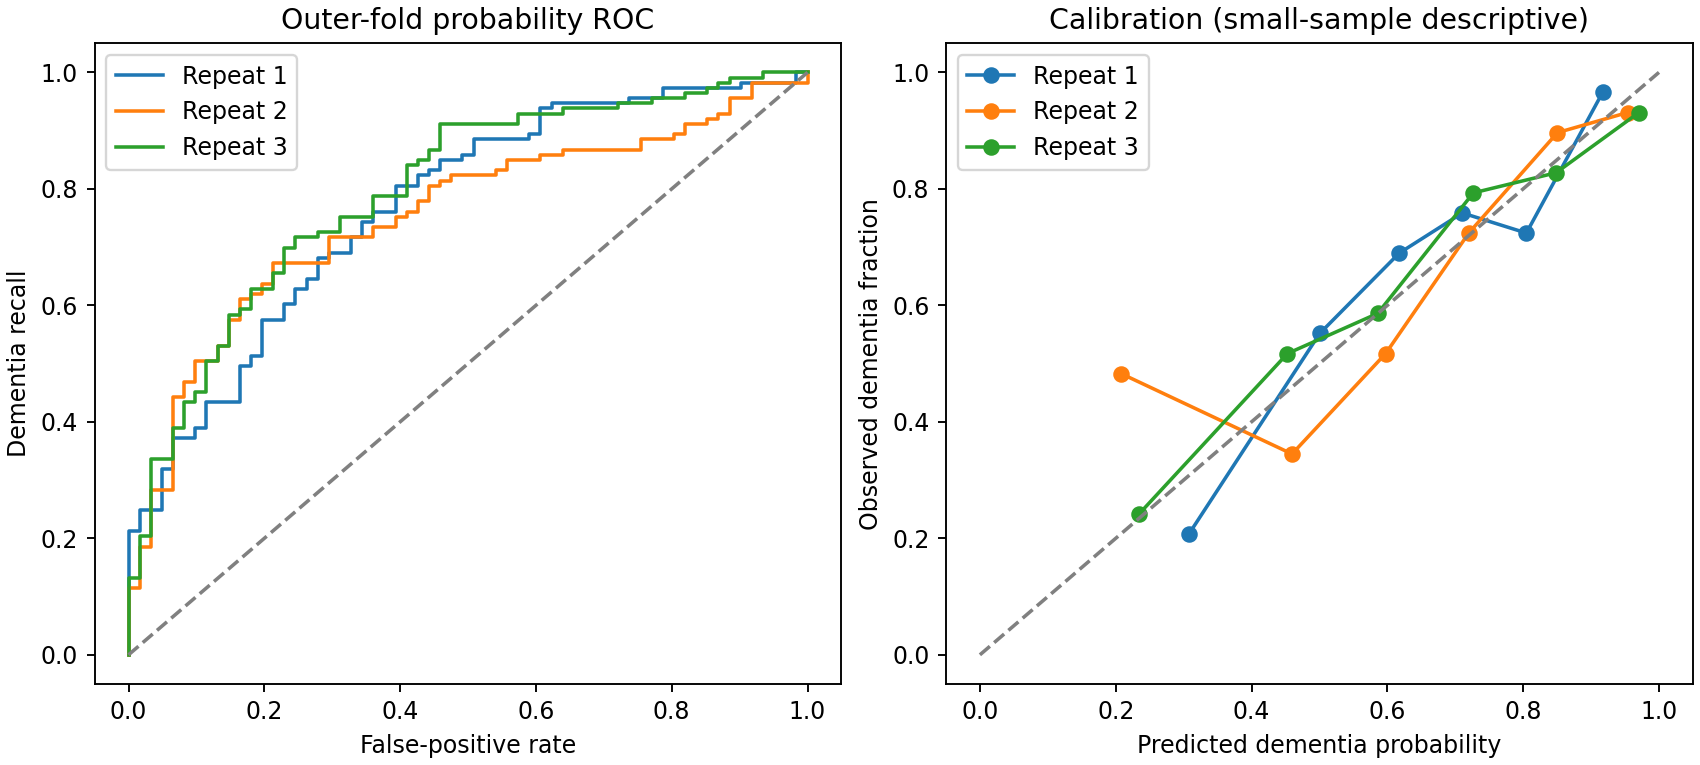 Outer-fold probability ROC
Repeat 1
Repeat 2
Repeat 3
1.0
0.8
0.6
0.4
0.2
0.0
Dementia recall
0.0 0.2 0.4 0.6 0.8 1.0
False-positive rate
Calibration (small-sample descriptive)
Repeat 1
Repeat 2
Repeat 3
1.0
0.8
0.6
0.4
0.2
0.0
Observed dementia fraction
0.0 0.2 0.4 0.6 0.8 1.0
Predicted dementia probability